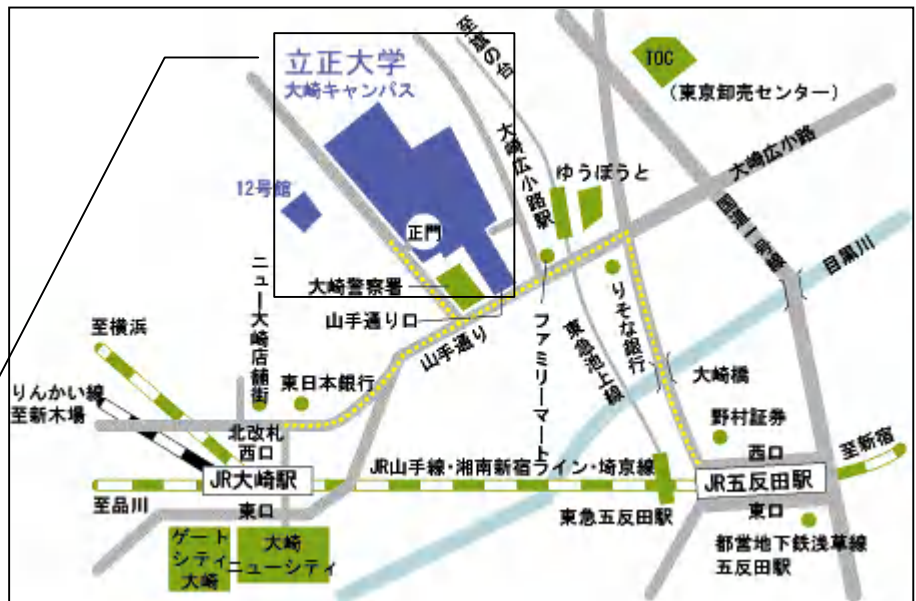 立正大学
大崎キャンパス
至桐の台
TOC
(東京卸売センター)
大崎広小路
大崎広小路駅
ゆうぽうと
12号館
正門
国道一号線
目黒川
大崎警察署
山手通り口
山手通り
ニュー大崎店舗街
ファミリーマート
りそな銀行
東急池上線
至横浜
りんかい線
至新木場
東日本銀行
大崎橋
野村証券
北改札
西口
JR大崎駅
JR山手線・湘南新宿ライン・埼京線
西口
至新宿
JR五反田駅
至品川
東口
東急五反田駅
東口
ゲート
シティ
大崎
大崎
ニューシティ
都営地下鉄浅草線
五反田駅